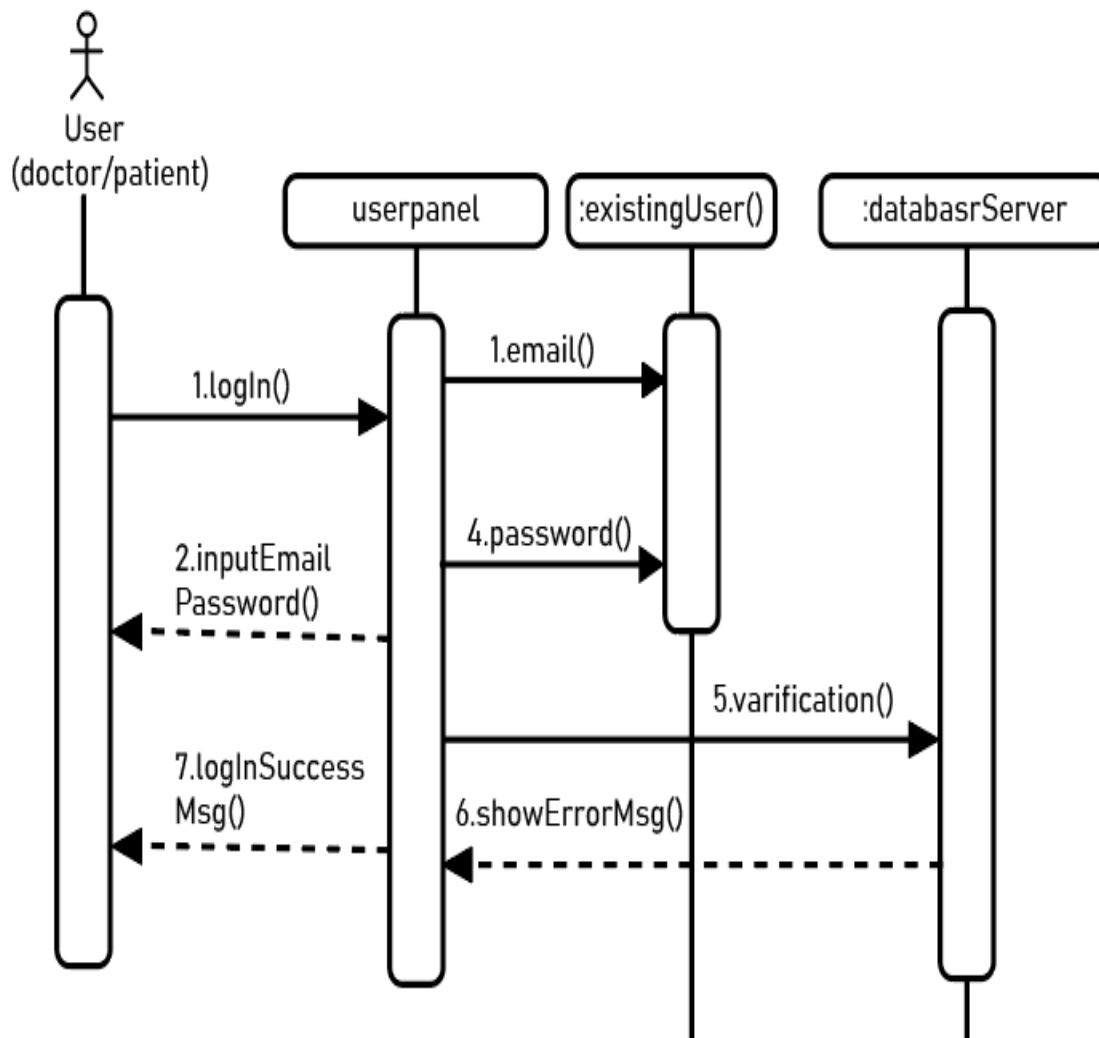 User
(doctor/patient)
userpanel
:existingUser()
:databasrServer
1.email()
1.logIn()
4.password()
2.inputEmail
Password()
5.varification()
7.logInSuccess
Msg()
6.showErrorMsg()